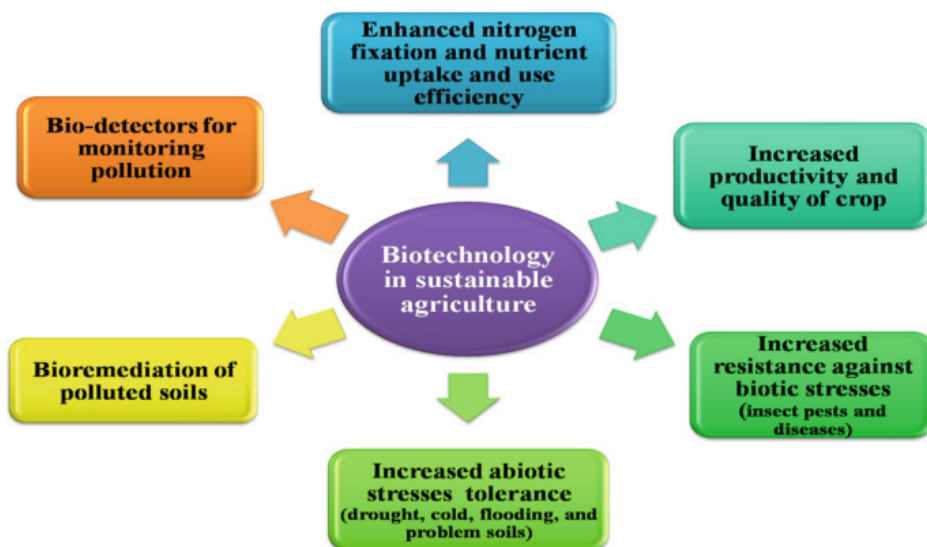 Enhanced nitrogen
fixation and nutrient
uptake and use
efficiency
Bio-detectors for
monitoring
pollution
Increased
productivity and
quality of crop
Biotechnology
in sustainable
agriculture
Bioremediation of
polluted soils
Increased
resistance against
biotic stresses
(insect pests and
diseases)
Increased abiotic
stresses tolerance
(drought, cold, flooding, and
problem soils)